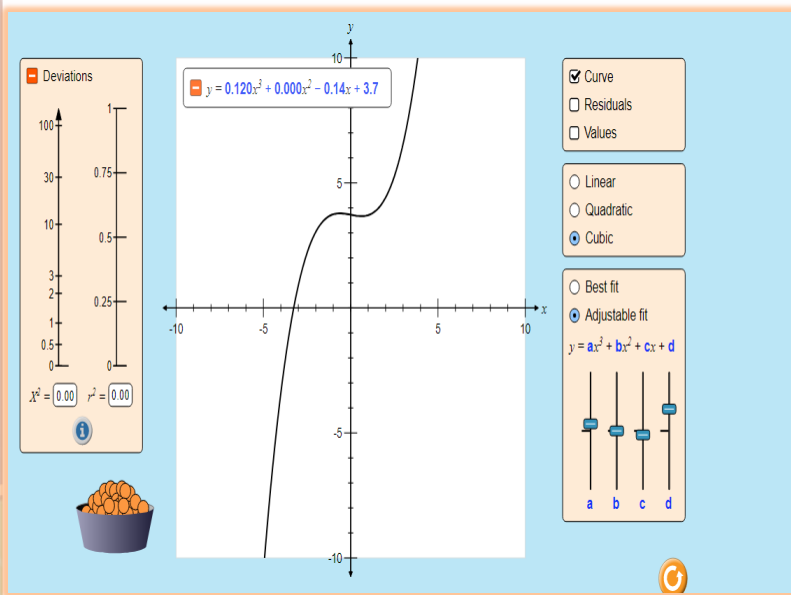 Deviations
100
30
10
3
2
1
0.5
0
1
0.75
0.5
0.25
0
X² = 0.00
r² = 0.00
i
y
y = 0.120x³ + 0.000x² − 0.14x + 3.7
10
5
-5
-10
-10
-5
0
5
10
x
Curve
Residuals
Values
Linear
Quadratic
Cubic
Best fit
Adjustable fit
y = ax³ + bx² + cx + d
a b c d